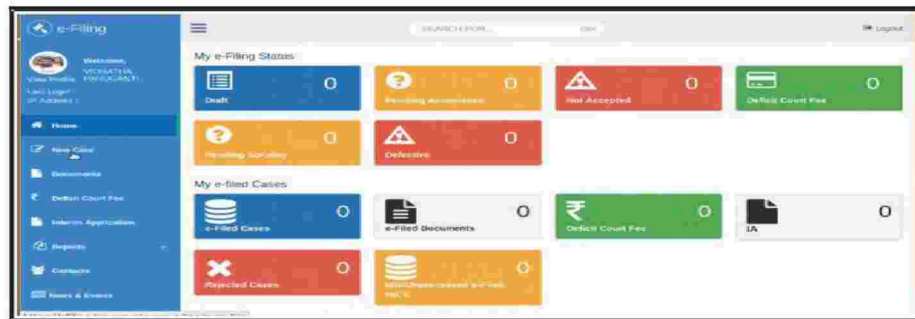 e-Filing
SEARCH FOR...
Logout
Welcome,
View Profile
Last Login :
IP Address :
Home
New Case
Documents
Deficit Court Fee
Interim Application
Reports
Contacts
News & Events
My e-Filing Status
0
Draft
0
Pending Acceptance
0
Not Accepted
0
Deficit Court Fee
0
Pending Scrutiny
0
Defective
My e-filed Cases
0
e-Filed Cases
0
e-Filed Documents
0
Deficit Court Fee
0
IA
0
Rejected Cases
0